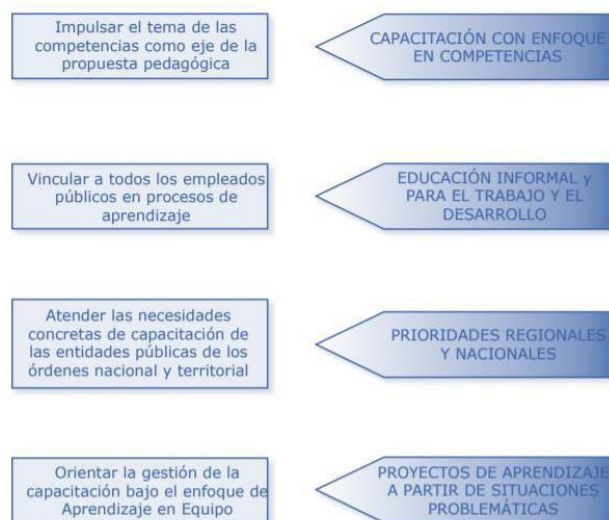 Impulsar el tema de las
competencias como eje de la
propuesta pedagógica
CAPACITACIÓN CON ENFOQUE
EN COMPETENCIAS
Vincular a todos los empleados
públicos en procesos de
aprendizaje
EDUCACIÓN INFORMAL y
PARA EL TRABAJO Y EL
DESARROLLO
Atender las necesidades
concretas de capacitación de
las entidades públicas de los
órdenes nacional y territorial
PRIORIDADES REGIONALES
Y NACIONALES
Orientar la gestión de la
capacitación bajo el enfoque de
Aprendizaje en Equipo
PROYECTOS DE APRENDIZAJE
A PARTIR DE SITUACIONES
PROBLEMÁTICAS